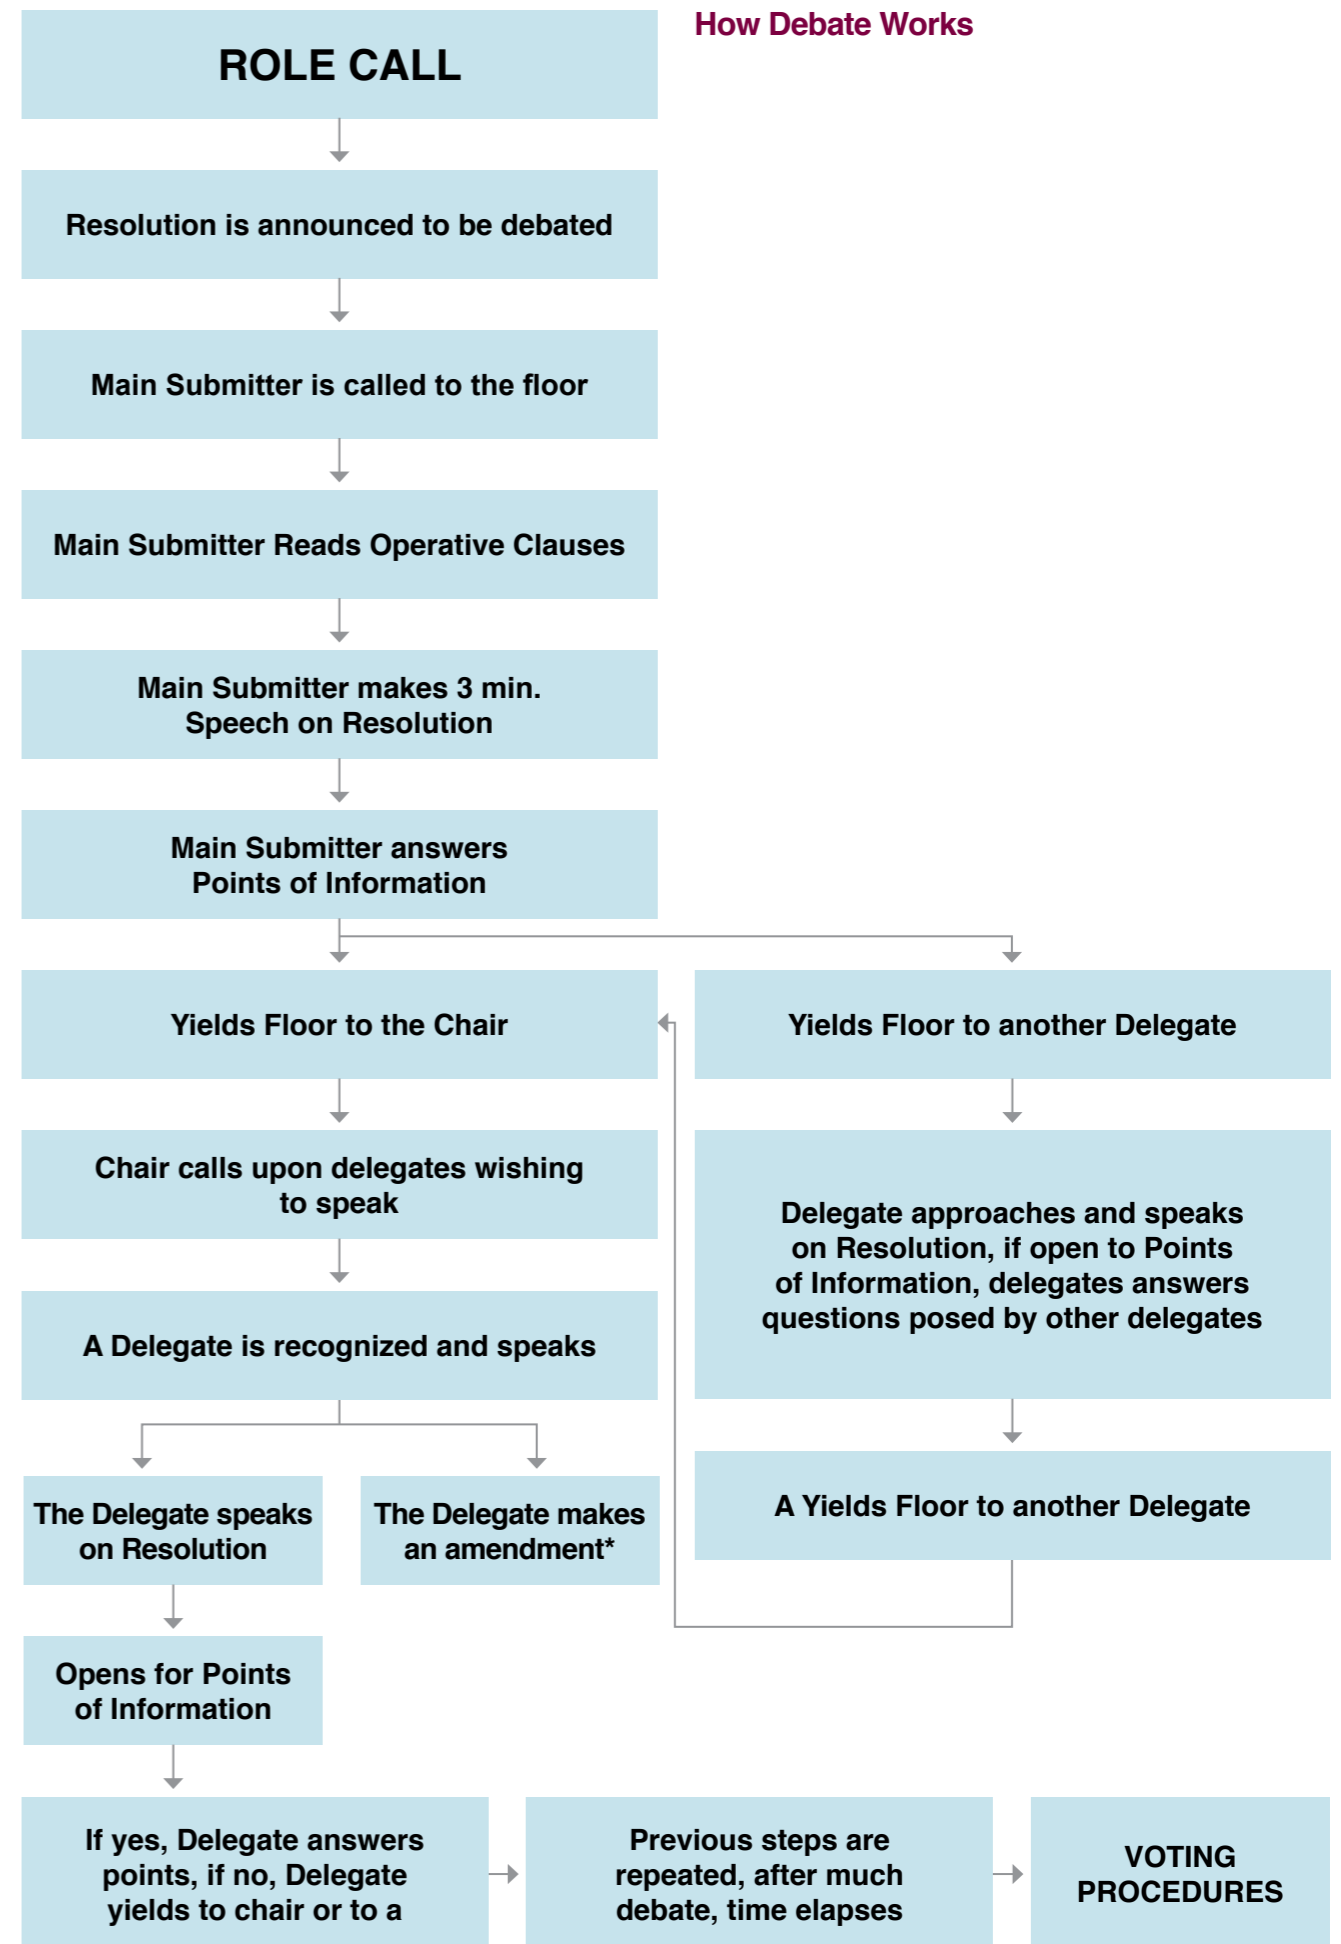 How Debate Works
ROLE CALL
Resolution is announced to be debated
Main Submitter is called to the floor
Main Submitter Reads Operative Clauses
Main Submitter makes 3 min.
Speech on Resolution
Main Submitter answers
Points of Information
Yields Floor to the Chair
Yields Floor to another Delegate
Chair calls upon delegates wishing
to speak
Delegate approaches and speaks
on Resolution, if open to Points
of Information, delegates answers
questions posed by other delegates
A Delegate is recognized and speaks
A Yields Floor to another Delegate
The Delegate speaks
on Resolution
The Delegate makes
an amendment*
Opens for Points
of Information
If yes, Delegate answers
points, if no, Delegate
yields to chair or to a
Previous steps are
repeated, after much
debate, time elapses
VOTING
PROCEDURES